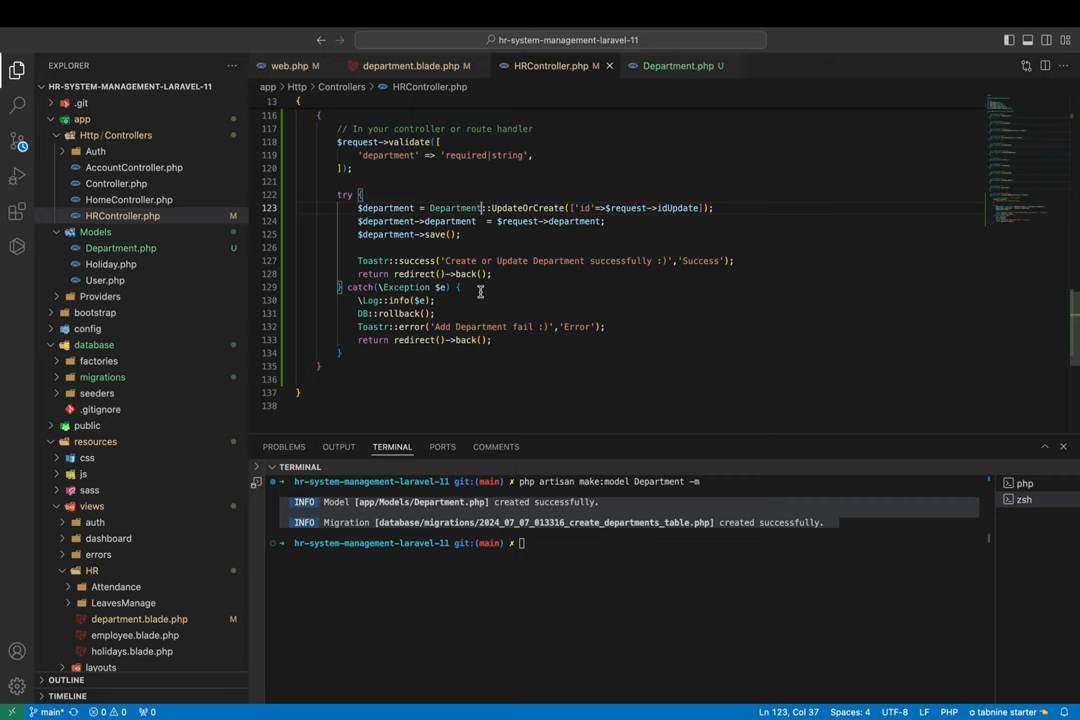 hr-system-management-laravel-11
EXPLORER
web.php M
department.blade.php M
HRController.php M
Department.php U
HR-SYSTEM-MANAGEMENT-LARAVEL-11
app > Http > Controllers > HRController.php
.git
app
Http/Controllers
Auth
AccountController.php
Controller.php
HomeController.php
HRController.php M
Models
Department.php U
Holiday.php
User.php
Providers
bootstrap
config
database
factories
migrations
seeders
.gitignore
public
resources
css
js
sass
views
auth
dashboard
errors
HR
Attendance
LeavesManage
department.blade.php M
employee.blade.php
holidays.blade.php
layouts
OUTLINE
TIMELINE
13 {
116 {
117 // In your controller or route handler
118 $request->validate([
119 'department' => 'required|string',
120 ]);
121
122 try {
123 $department = Department::UpdateOrCreate(['id'=>$request->idUpdate]);
124 $department->department = $request->department;
125 $department->save();
126
127 Toastr::success('Create or Update Department successfully :)','Success');
128 return redirect()->back();
129 } catch(\Exception $e) {
130 \Log::info($e);
131 DB::rollback();
132 Toastr::error('Add Department fail :)','Error');
133 return redirect()->back();
134 }
135 }
136
137 }
138
PROBLEMS OUTPUT TERMINAL PORTS COMMENTS
TERMINAL
hr-system-management-laravel-11 git:(main) ✗ php artisan make:model Department -m
INFO Model [app/Models/Department.php] created successfully.
INFO Migration [database/migrations/2024_07_07_013316_create_departments_table.php] created successfully.
hr-system-management-laravel-11 git:(main) ✗
php
zsh
main* 0 0 0 Ln 123, Col 37 Spaces: 4 UTF-8 LF PHP tabnine starter